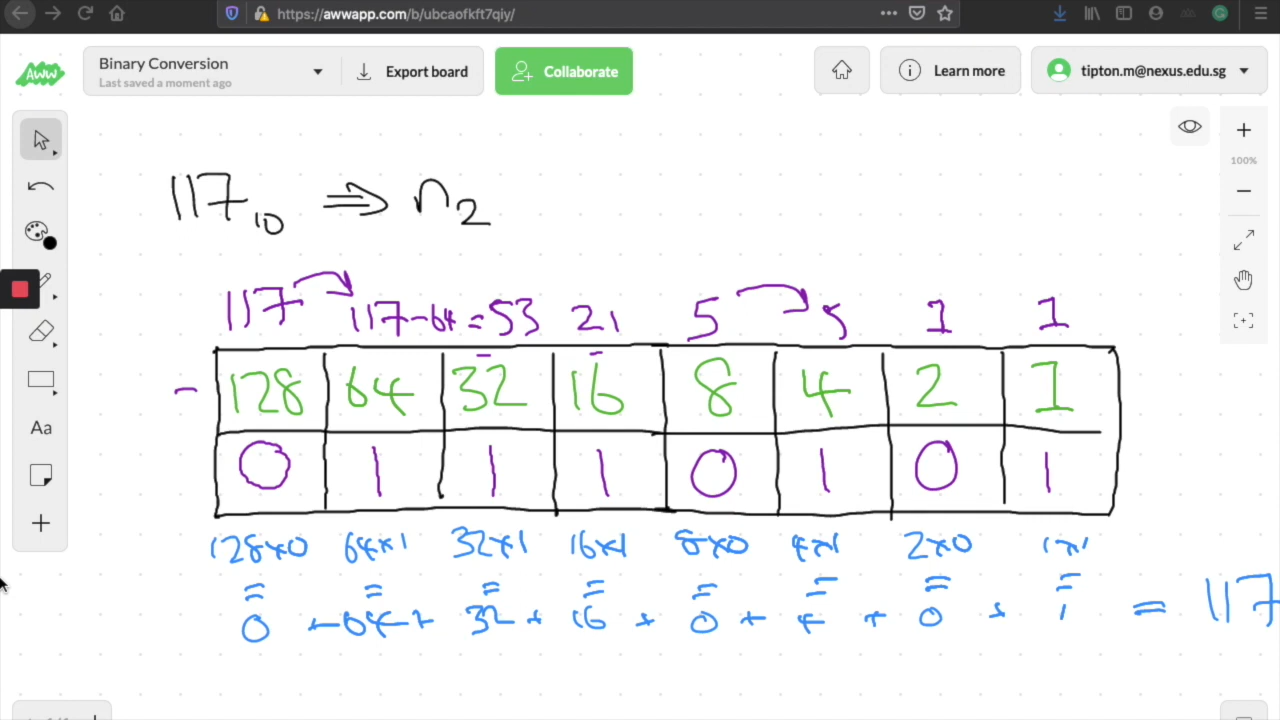 https://awwapp.com/b/ubcaofkft7qiy/
AWW
Binary Conversion
Last saved a moment ago
Export board
Collaborate
Learn more
tipton.m@nexus.edu.sg
100%
Aa
117₁₀ ⇒ n₂
117 117-64=53 21 5 5 1 1
- 128 64 32 16 8 4 2 1
0 1 1 1 0 1 0 1
128×0 64×1 32×1 16×1 8×0 4×1 2×0 1×1
= = = = = = = =
0 + 64 + 32 + 16 + 0 + 4 + 0 + 1 = 117